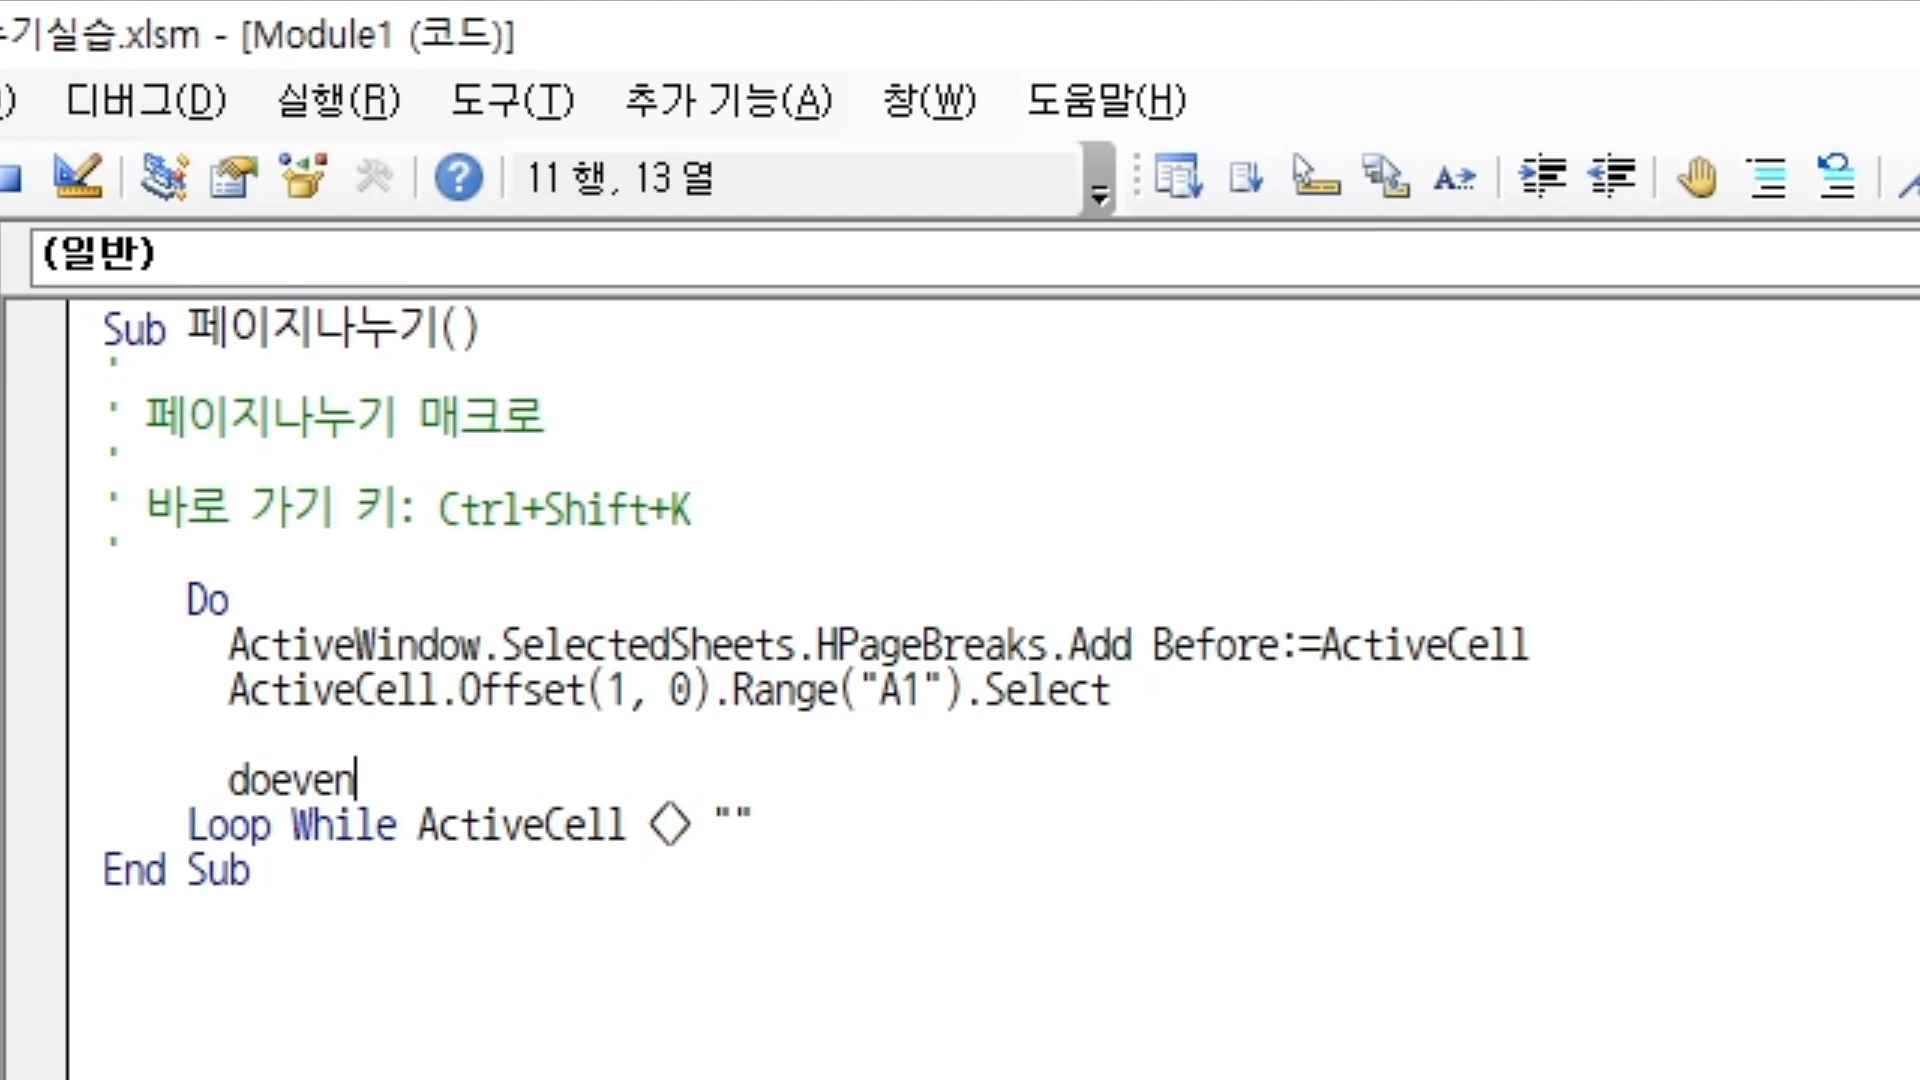 기실습.xlsm - [Module1 (코드)]
) 디버그(D) 실행(R) 도구(T) 추가 기능(A) 창(W) 도움말(H)
11 행, 13 열
(일반)
Sub 페이지나누기()
'
' 페이지나누기 매크로
'
' 바로 가기 키: Ctrl+Shift+K
'
Do
ActiveWindow.SelectedSheets.HPageBreaks.Add Before:=ActiveCell
ActiveCell.Offset(1, 0).Range("A1").Select
doeven
Loop While ActiveCell <> ""
End Sub